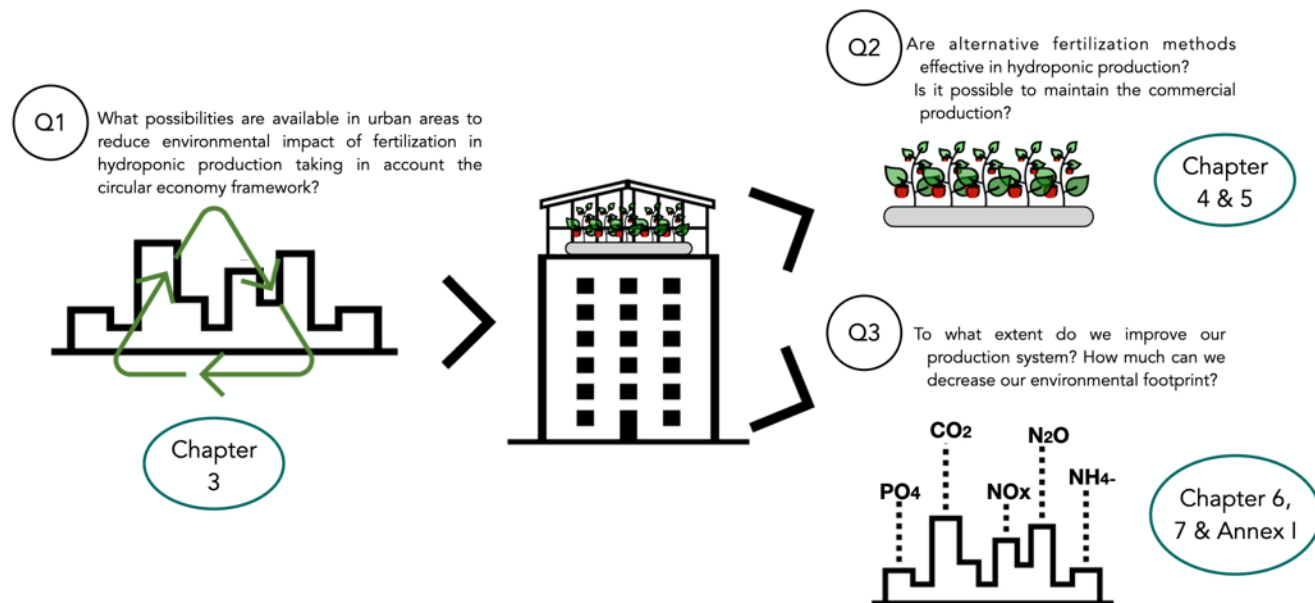 Q1
What possibilities are available in urban areas to
reduce environmental impact of fertilization in
hydroponic production taking in account the
circular economy framework?
Chapter
3
Q2
Are alternative fertilization methods
effective in hydroponic production?
Is it possible to maintain the commercial
production?
Chapter
4 & 5
Q3
To what extent do we improve our
production system? How much can we
decrease our environmental footprint?
CO2
N2O
PO4
NOx
NH4-
Chapter 6,
7 & Annex I